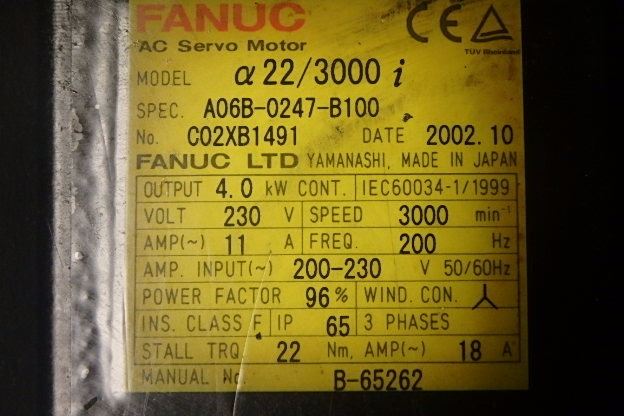 FANUC
AC Servo Motor
TÜV Rheinland
MODEL α22/3000 i
SPEC. A06B-0247-B100
No. C02XB1491 DATE 2002.10
FANUC LTD YAMANASHI, MADE IN JAPAN
OUTPUT 4.0 kW CONT. IEC60034-1/1999
VOLT 230 V SPEED 3000 min⁻¹
AMP(~) 11 A FREQ. 200 Hz
AMP. INPUT(~) 200-230 V 50/60Hz
POWER FACTOR 96 % WIND. CON.
INS. CLASS F IP 65 3 PHASES
STALL TRQ 22 Nm, AMP(~) 18 A
MANUAL No. B-65262